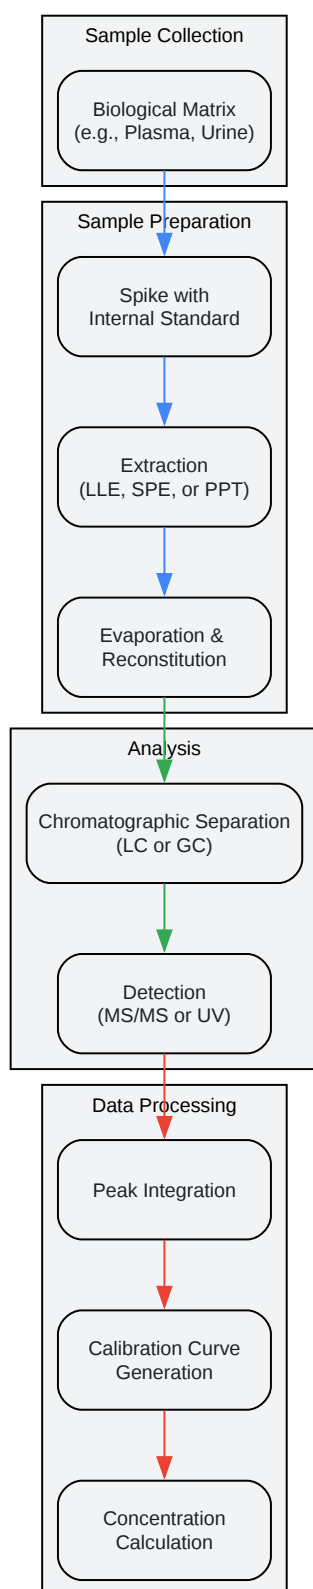 Sample Collection
Biological Matrix
(e.g., Plasma, Urine)
Sample Preparation
Spike with
Internal Standard
Extraction
(LLE, SPE, or PPT)
Evaporation &
Reconstitution
Analysis
Chromatographic Separation
(LC or GC)
Detection
(MS/MS or UV)
Data Processing
Peak Integration
Calibration Curve
Generation
Concentration
Calculation